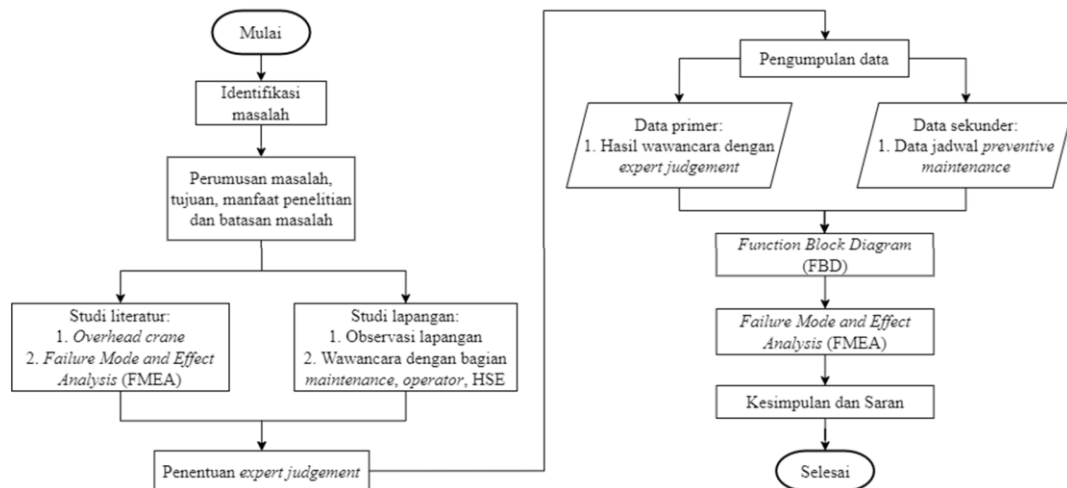 Mulai
Identifikasi
masalah
Perumusan masalah,
tujuan, manfaat penelitian
dan batasan masalah
Studi literatur:
1. Overhead crane
2. Failure Mode and Effect
Analysis (FMEA)
Studi lapangan:
1. Observasi lapangan
2. Wawancara dengan bagian
maintenance, operator, HSE
Penentuan expert judgement
Pengumpulan data
Data primer:
1. Hasil wawancara dengan
expert judgement
Data sekunder:
1. Data jadwal preventive
maintenance
Function Block Diagram
(FBD)
Failure Mode and Effect
Analysis (FMEA)
Kesimpulan dan Saran
Selesai